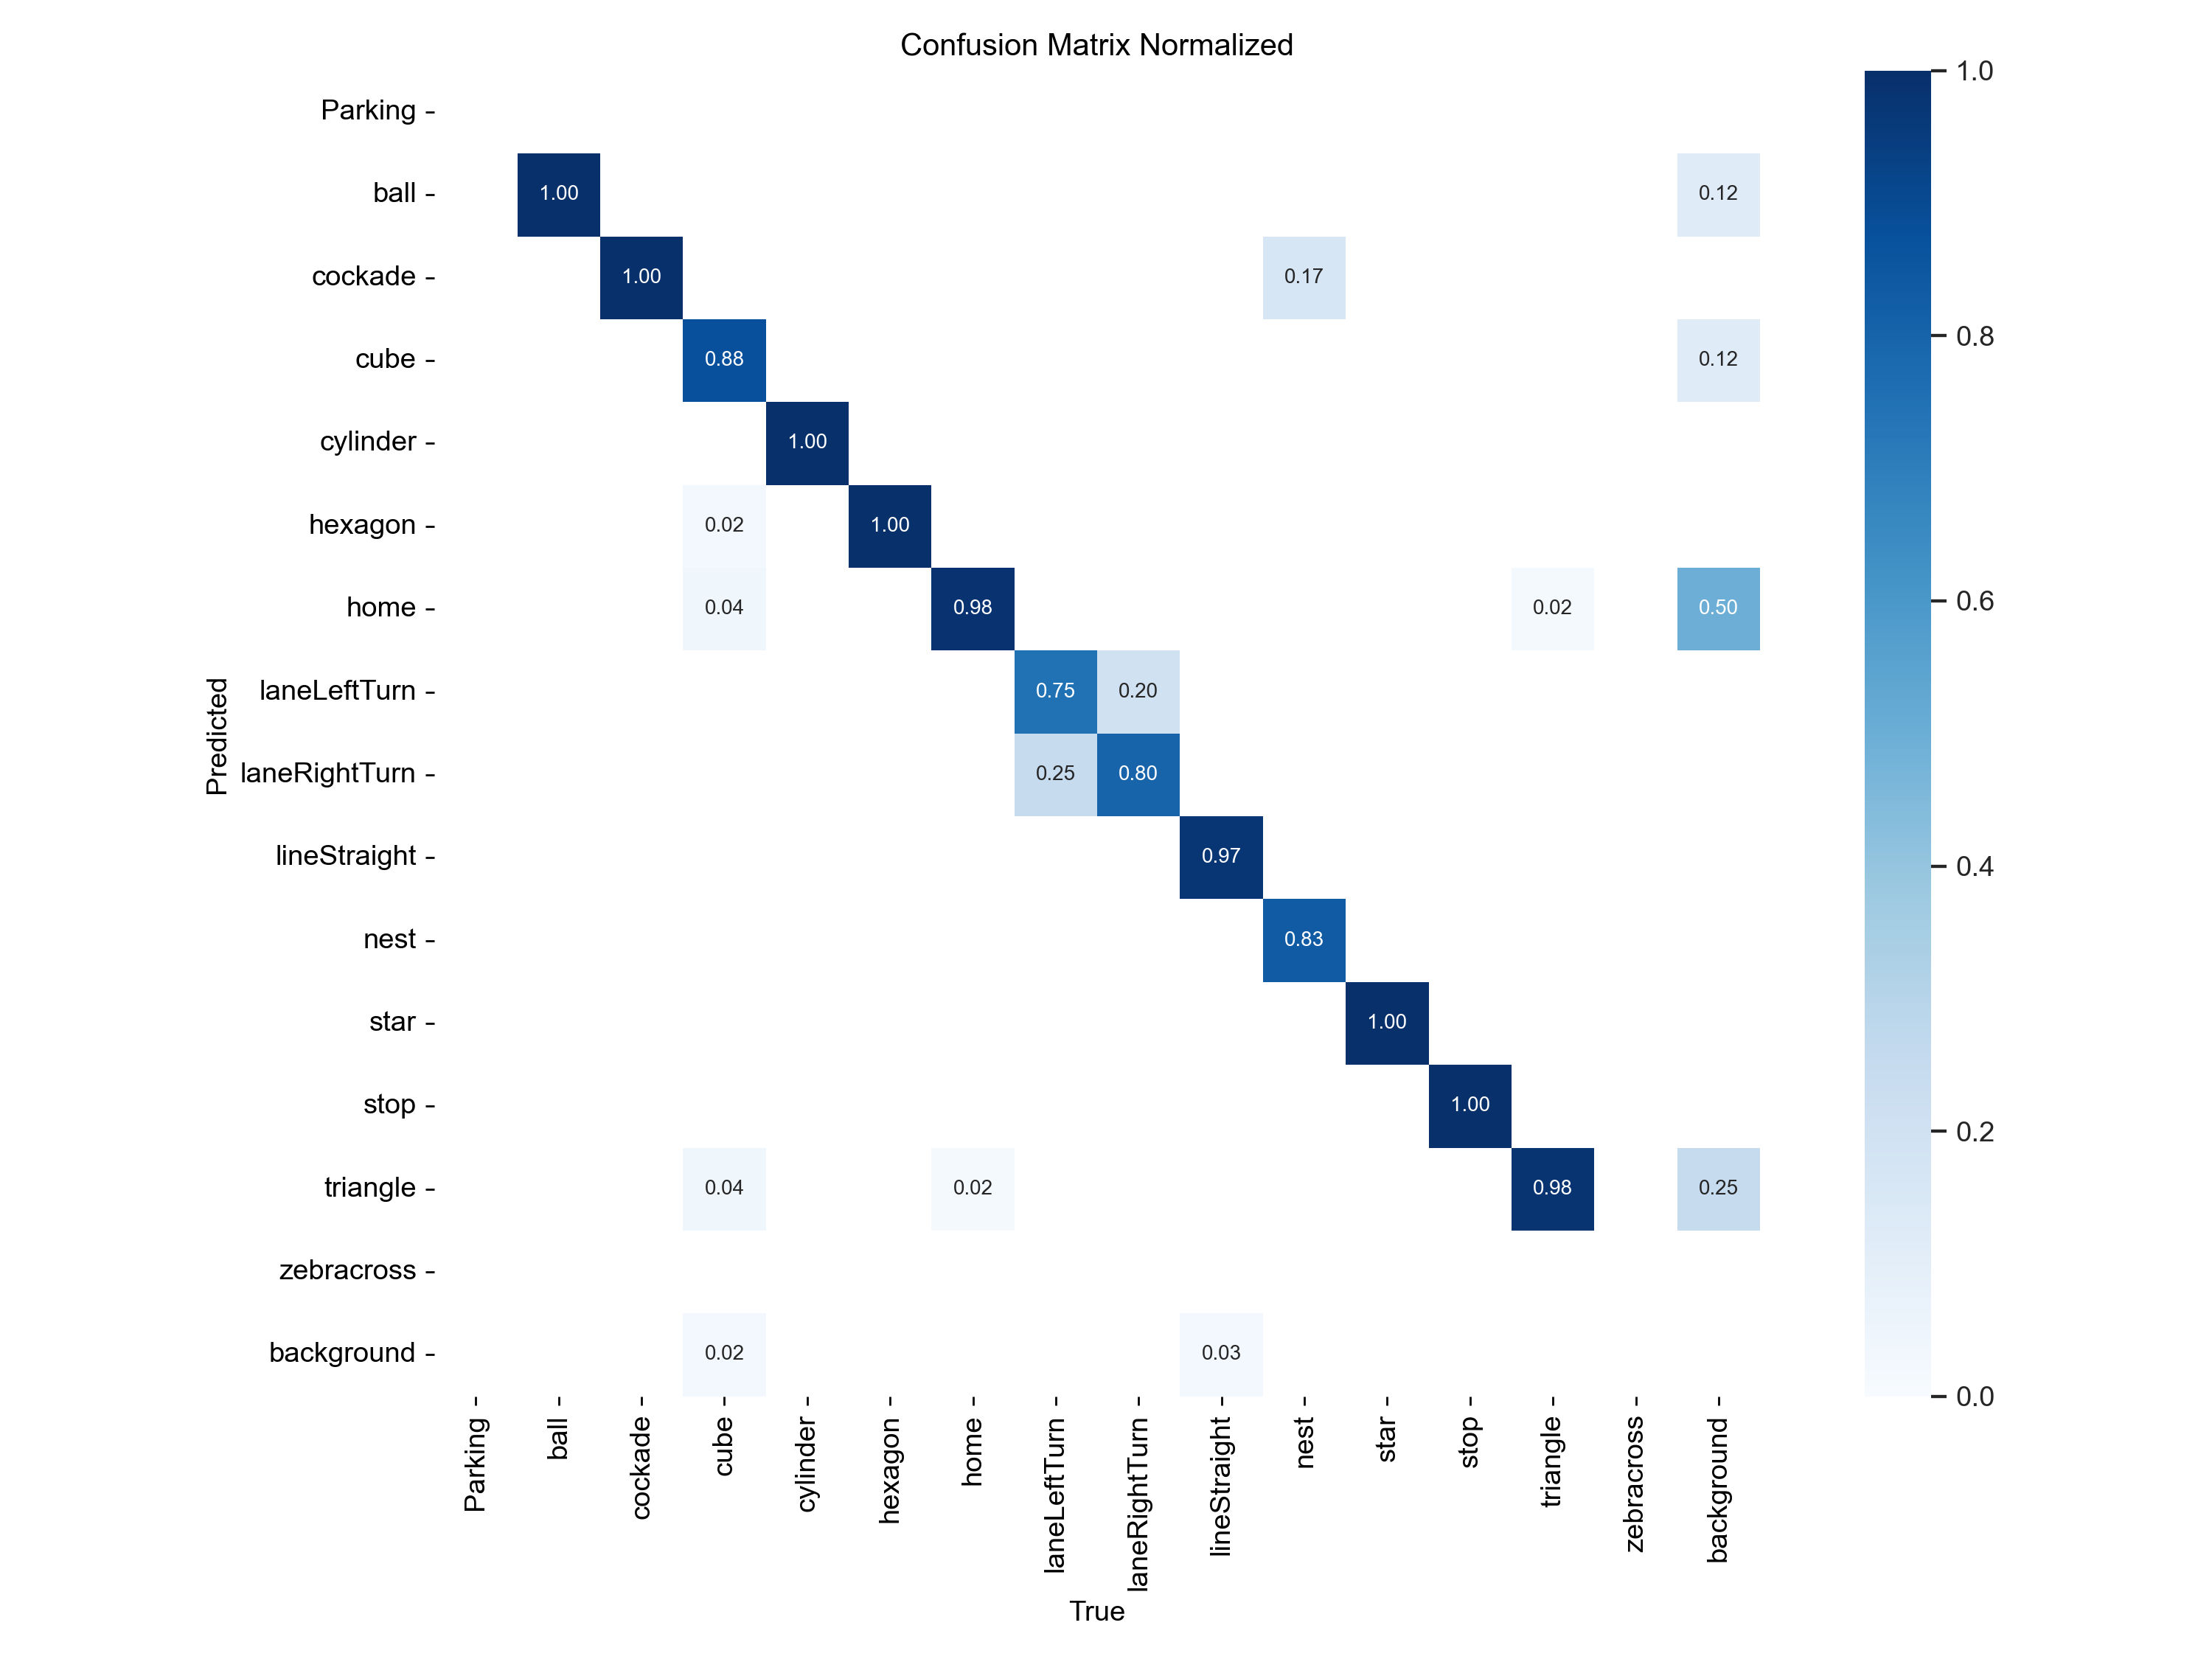 Confusion Matrix Normalized
Parking
ball 1.00 0.12
cockade 1.00 0.17
cube 0.88 0.12
cylinder 1.00
hexagon 0.02 1.00
home 0.04 0.98 0.02 0.50
laneLeftTurn 0.75 0.20
laneRightTurn 0.25 0.80
lineStraight 0.97
nest 0.83
star 1.00
stop 1.00
triangle 0.04 0.02 0.98 0.25
zebracross
background 0.02 0.03
Predicted
Parking
ball
cockade
cube
cylinder
hexagon
home
laneLeftTurn
laneRightTurn
lineStraight
nest
star
stop
triangle
zebracross
background
True
1.0
0.8
0.6
0.4
0.2
0.0